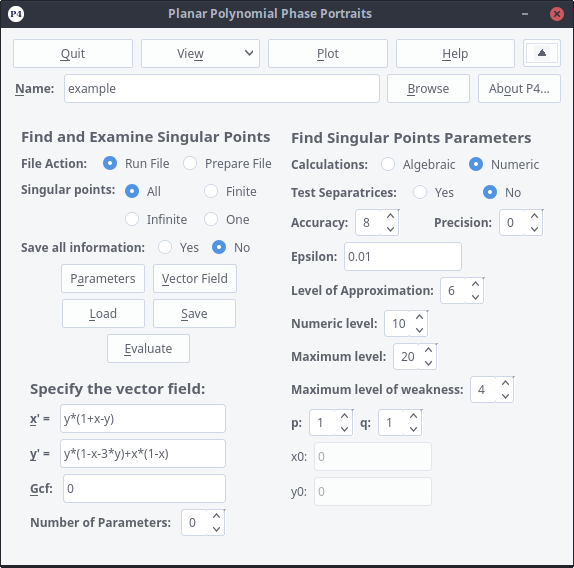 P4 Planar Polynomial Phase Portraits
Quit View Plot Help
Name: example Browse About P4...
Find and Examine Singular Points
File Action: Run File Prepare File
Singular points: All Finite
Infinite One
Save all information: Yes No
Parameters Vector Field
Load Save
Evaluate
Specify the vector field:
x' = y*(1+x-y)
y' = y*(1-x-3*y)+x*(1-x)
Gcf: 0
Number of Parameters: 0
Find Singular Points Parameters
Calculations: Algebraic Numeric
Test Separatrices: Yes No
Accuracy: 8 Precision: 0
Epsilon: 0.01
Level of Approximation: 6
Numeric level: 10
Maximum level: 20
Maximum level of weakness: 4
p: 1 q: 1
x0: 0
y0: 0